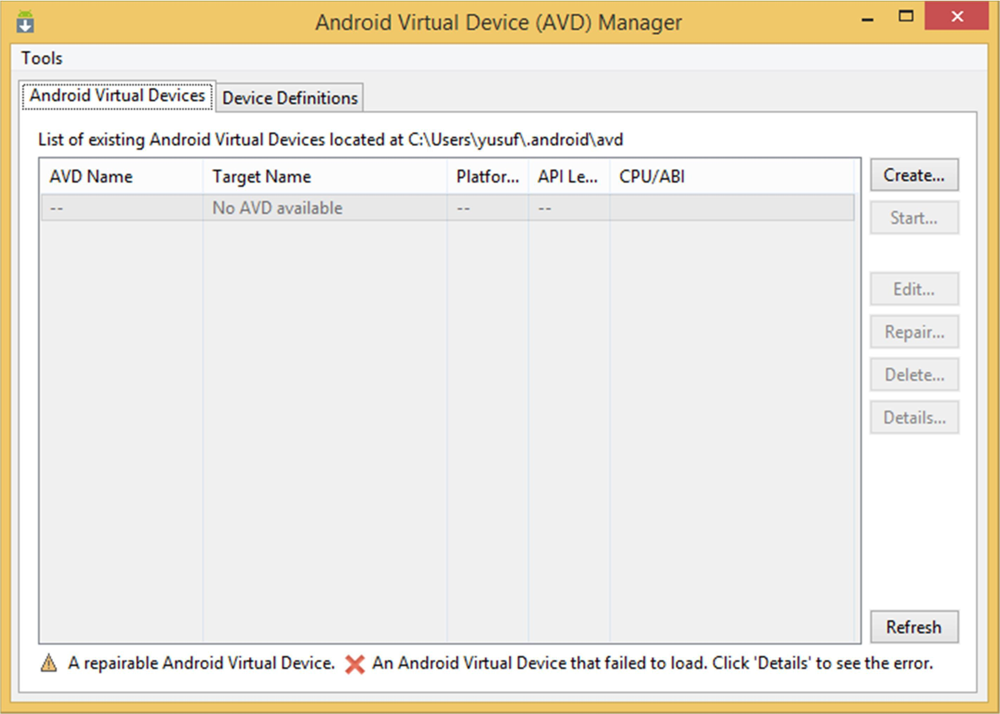 Android Virtual Device (AVD) Manager
Tools
Android Virtual Devices
Device Definitions
List of existing Android Virtual Devices located at C:\Users\yusuf\.android\avd
AVD Name Target Name Platfor... API Le... CPU/ABI
-- No AVD available -- --
Create...
Start...
Edit...
Repair...
Delete...
Details...
Refresh
A repairable Android Virtual Device. An Android Virtual Device that failed to load. Click 'Details' to see the error.